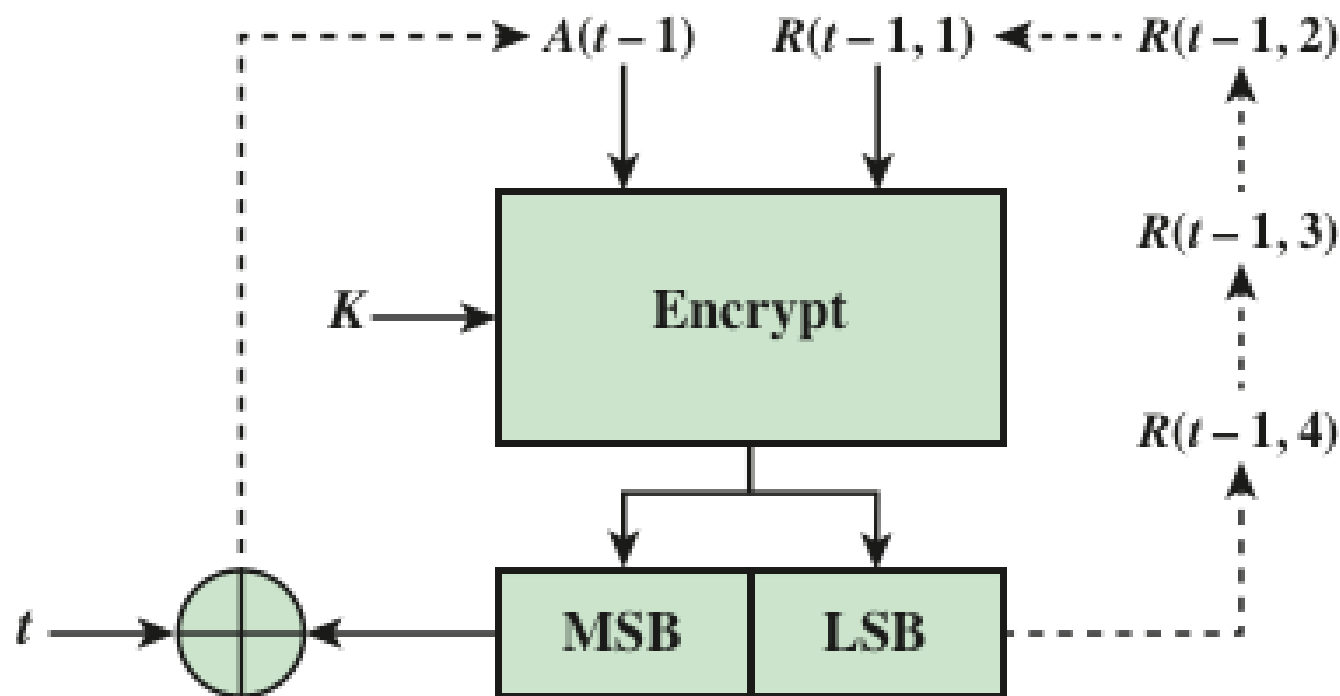 A(t – 1) R(t – 1, 1) R(t – 1, 2)
R(t – 1, 3)
K Encrypt
R(t – 1, 4)
t MSB LSB